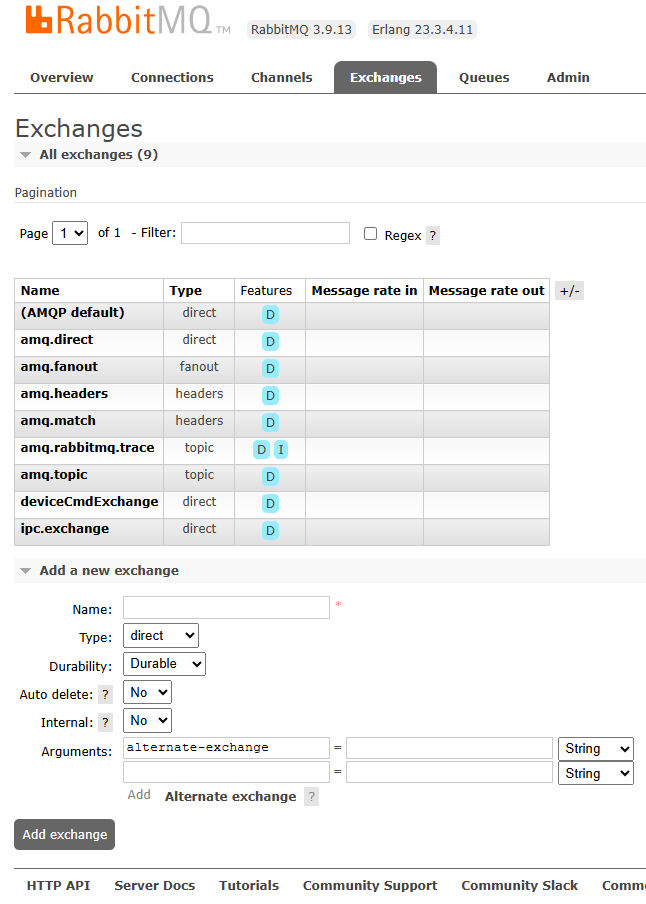 RabbitMQ TM RabbitMQ 3.9.13 Erlang 23.3.4.11
Overview Connections Channels Exchanges Queues Admin
Exchanges
All exchanges (9)
Pagination
Page 1 of 1 - Filter: Regex ?
Name Type Features Message rate in Message rate out +/-
(AMQP default) direct D
amq.direct direct D
amq.fanout fanout D
amq.headers headers D
amq.match headers D
amq.rabbitmq.trace topic D I
amq.topic topic D
deviceCmdExchange direct D
ipc.exchange direct D
Add a new exchange
Name: *
Type: direct
Durability: Durable
Auto delete: ? No
Internal: ? No
Arguments: alternate-exchange = String
= String
Add Alternate exchange ?
Add exchange
HTTP API Server Docs Tutorials Community Support Community Slack Comm